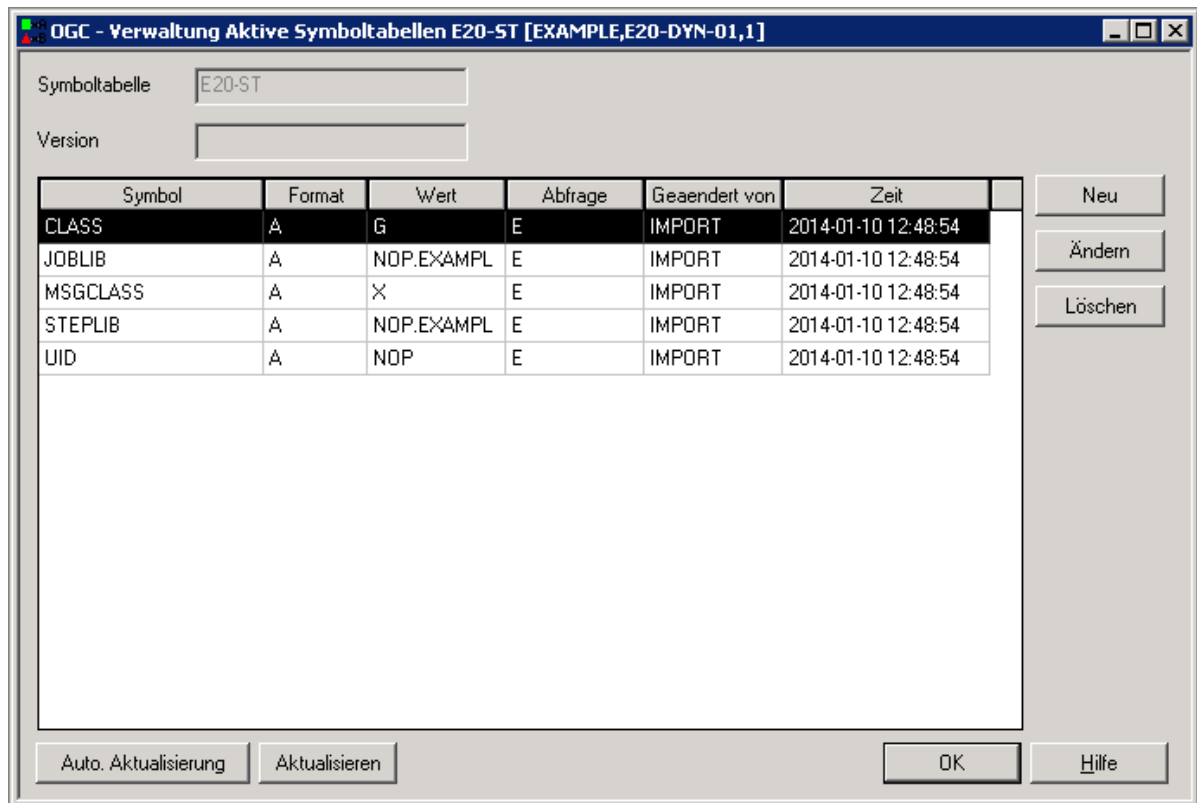 OGC - Verwaltung Aktive Symboltabellen E20-ST [EXAMPLE,E20-DYN-01,1]
Symboltabelle E20-ST
Version
Symbol Format Wert Abfrage Geaendert von Zeit
CLASS A G E IMPORT 2014-01-10 12:48:54
JOBLIB A NOP.EXAMPL E IMPORT 2014-01-10 12:48:54
MSGCLASS A X E IMPORT 2014-01-10 12:48:54
STEPLIB A NOP.EXAMPL E IMPORT 2014-01-10 12:48:54
UID A NOP E IMPORT 2014-01-10 12:48:54
Neu
Ändern
Löschen
Auto. Aktualisierung Aktualisieren OK Hilfe